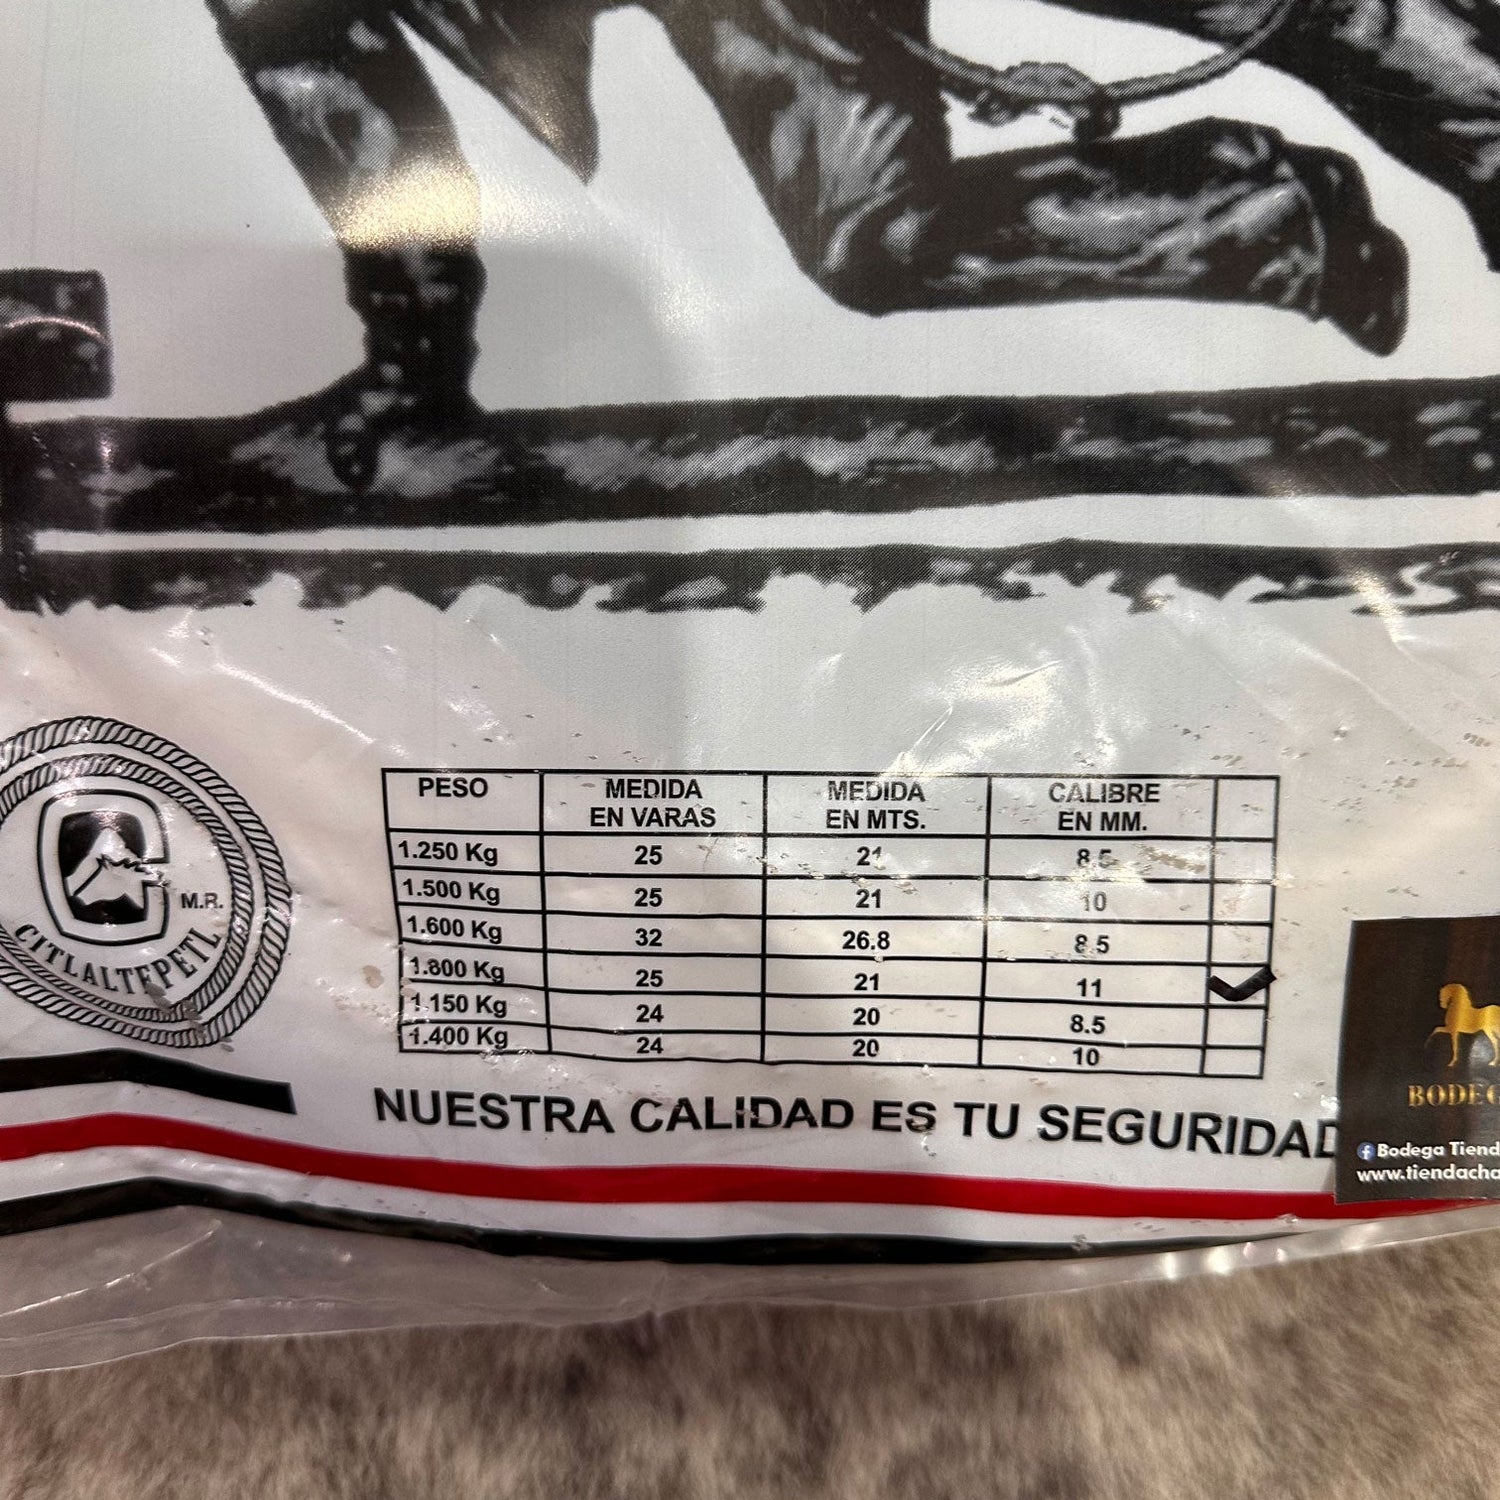 PESO MEDIDA EN VARAS MEDIDA EN MTS. CALIBRE EN MM.
1.250 Kg 25 21 8.5
1.500 Kg 25 21 10
1.600 Kg 32 26.8 8.5
1.800 Kg 25 21 11
1.150 Kg 24 20 8.5
1.400 Kg 24 20 10
M.R.
CITLALTEPETL
NUESTRA CALIDAD ES TU SEGURIDAD
Bodega
www.